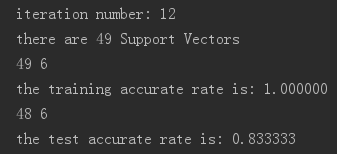 iteration number: 12
there are 49 Support Vectors
49 6
the training accurate rate is: 1.000000
48 6
the test accurate rate is: 0.833333